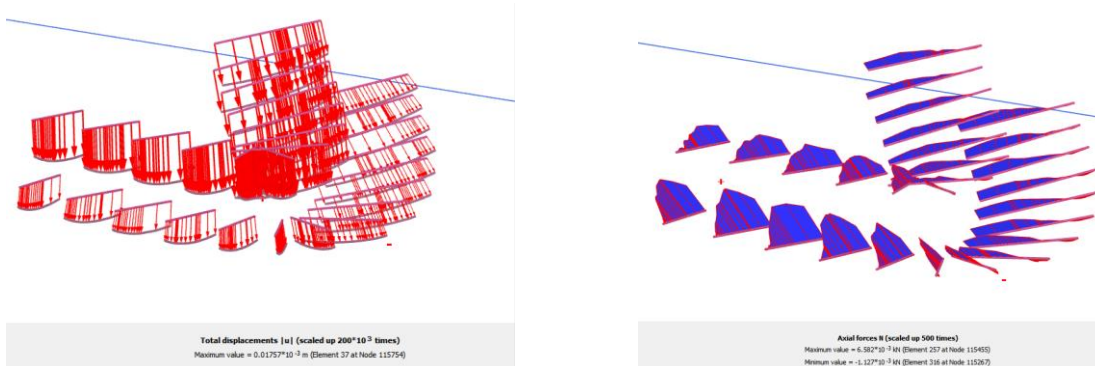 Total displacements |u| (scaled up 200*10³ times)
Maximum value = 0.01757*10⁻³ m (Element 37 at Node 115754)
Axial forces N (scaled up 500 times)
Maximum value = 6.582*10⁻³ kN (Element 257 at Node 115455)
Minimum value = -1.127*10⁻³ kN (Element 316 at Node 115267)